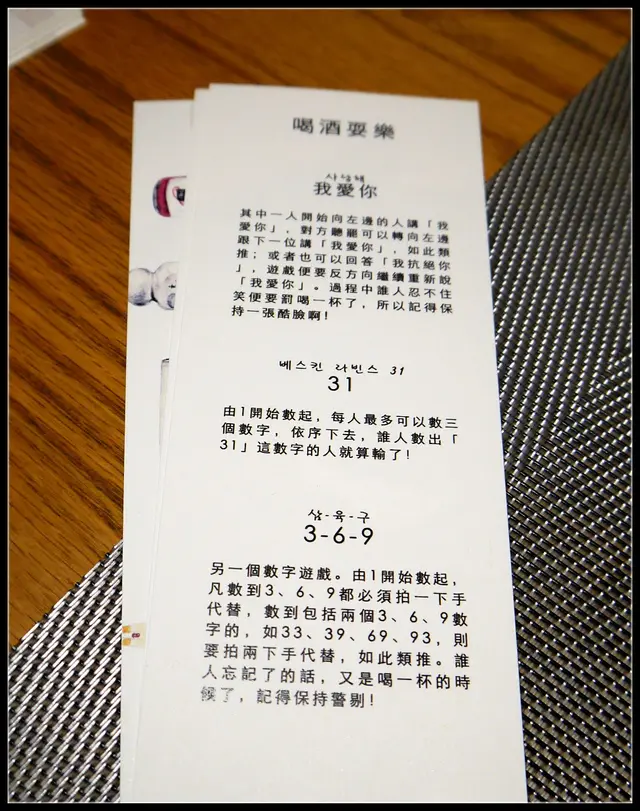 喝酒耍樂
사랑해
我愛你
其中一人開始向左邊的人講「我
愛你」, 對方聽罷可以轉向左邊
跟下一位講「我愛你」, 如此類
推; 或者也可以回答「我抗絕你
」, 遊戲便要反方向繼續重新說
「我愛你」。過程中誰人忍不住
笑便要罰喝一杯了, 所以記得保
持一張酷臉啊!
베스킨 라빈스 31
31
由1開始數起, 每人最多可以數三
個數字, 依序下去, 誰人數出「
31」這數字的人就算輸了!
삼-육-구
3-6-9
另一個數字遊戲。由1開始數起,
凡數到3、6、9都必須拍一下手
代替, 數到包括兩個3、6、9數
字的, 如33、39、69、93, 則
要拍兩下手代替, 如此類推。誰
人忘記了的話, 又是喝一杯的時
候了, 記得保持警剔!